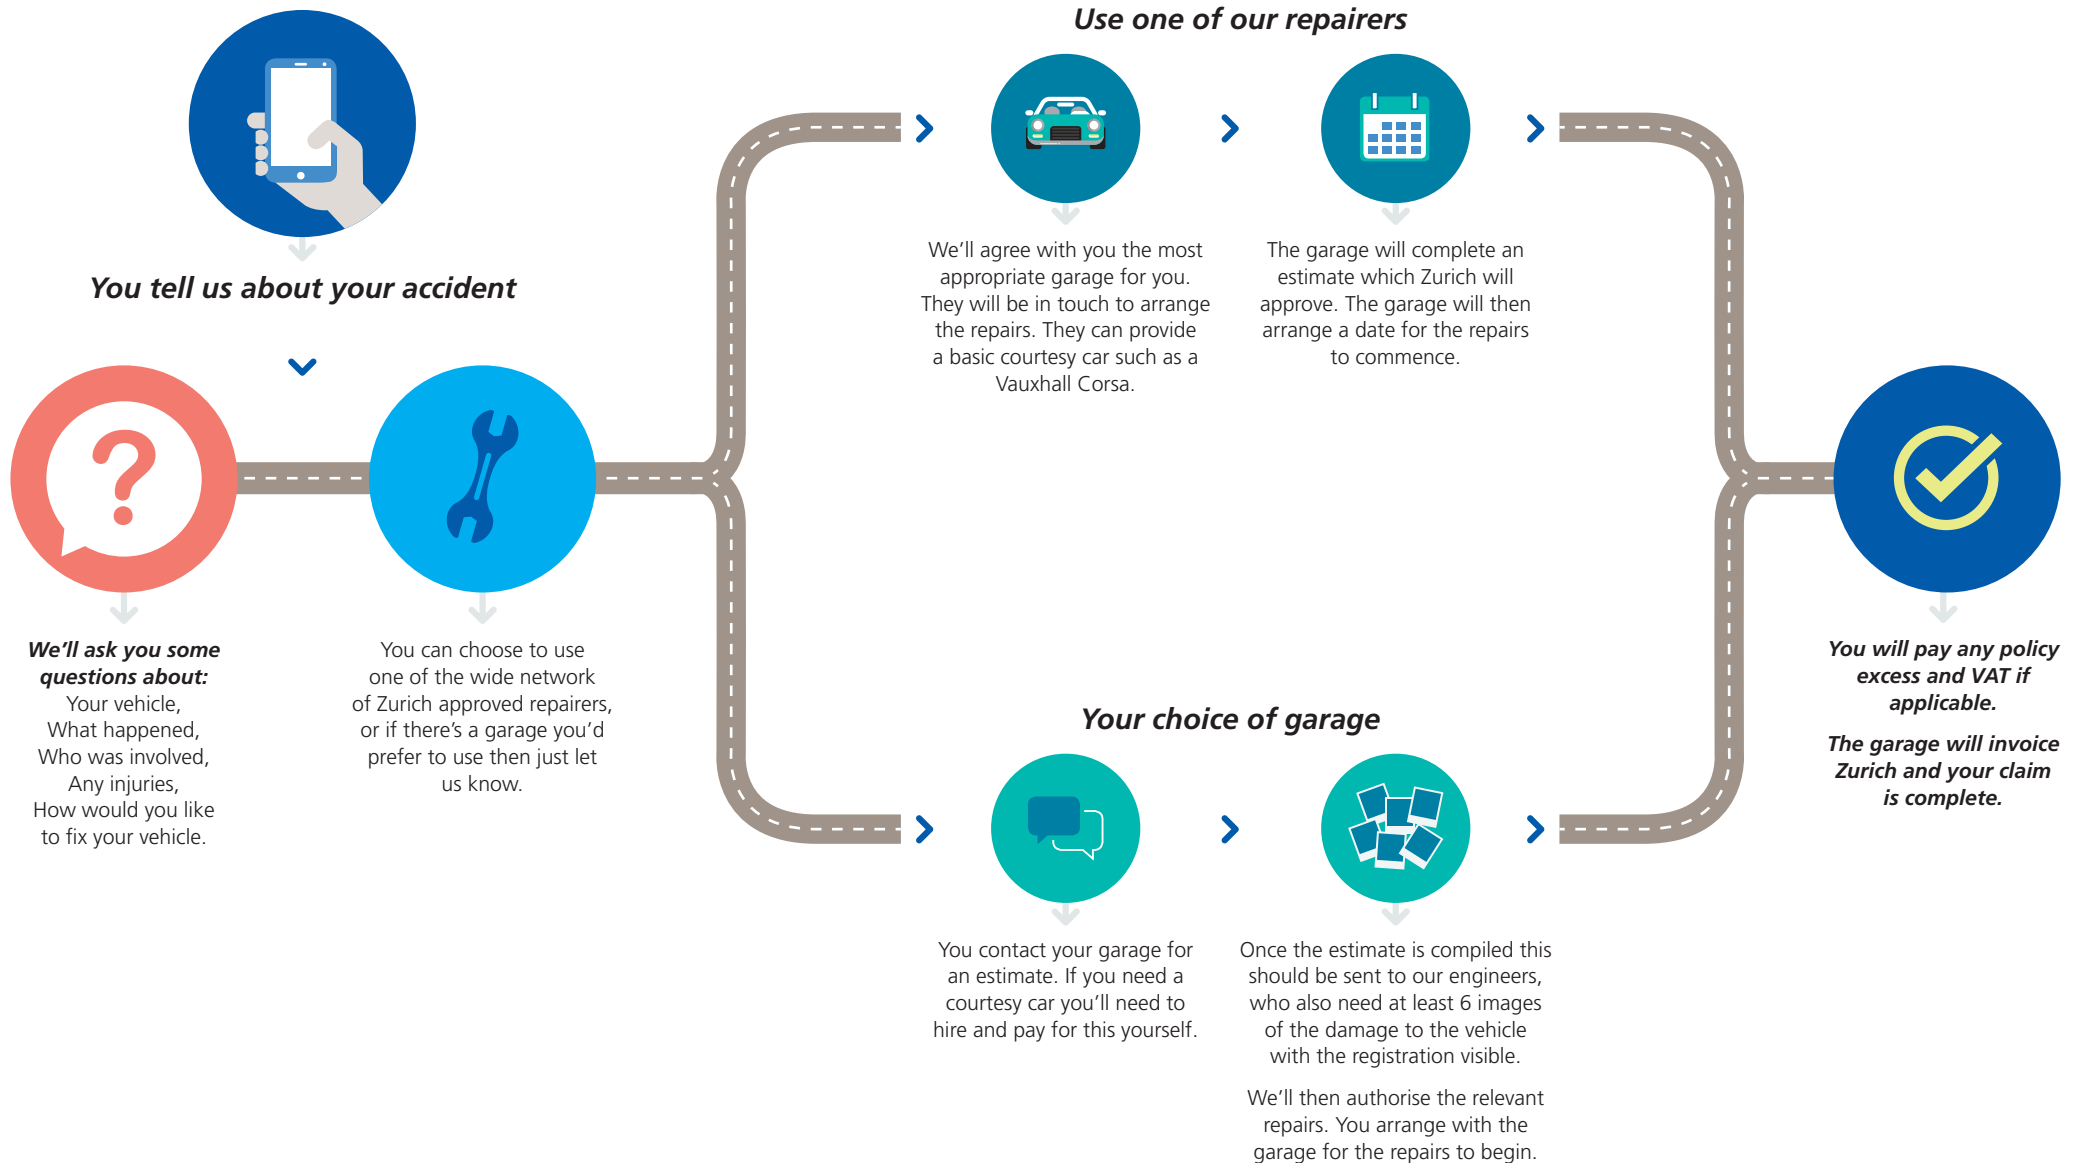 You tell us about your accident
We'll ask you some
questions about:
Your vehicle,
What happened,
Who was involved,
Any injuries,
How would you like
to fix your vehicle.
You can choose to use
one of the wide network
of Zurich approved repairers,
or if there's a garage you'd
prefer to use then just let
us know.
Use one of our repairers
We'll agree with you the most
appropriate garage for you.
They will be in touch to arrange
the repairs. They can provide
a basic courtesy car such as a
Vauxhall Corsa.
The garage will complete an
estimate which Zurich will
approve. The garage will then
arrange a date for the repairs
to commence.
Your choice of garage
You contact your garage for
an estimate. If you need a
courtesy car you'll need to
hire and pay for this yourself.
Once the estimate is compiled this
should be sent to our engineers,
who also need at least 6 images
of the damage to the vehicle
with the registration visible.
We'll then authorise the relevant
repairs. You arrange with the
garage for the repairs to begin.
You will pay any policy
excess and VAT if
applicable.
The garage will invoice
Zurich and your claim
is complete.